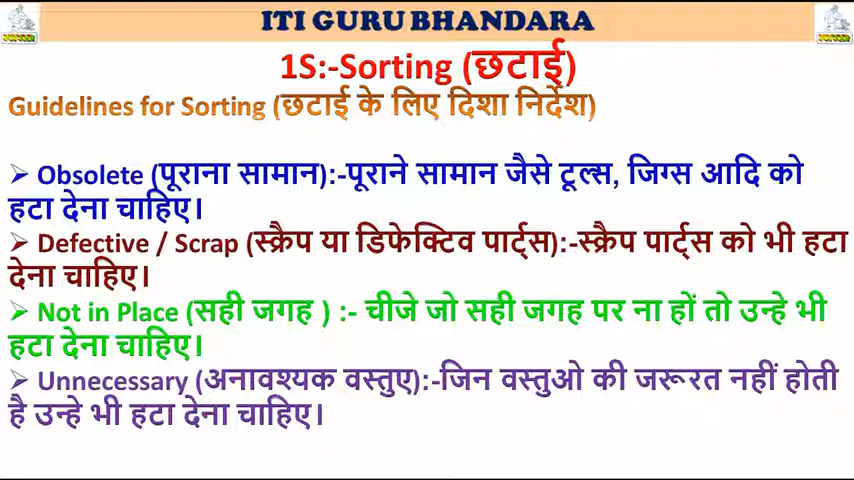 ITI GURU BHANDARA
1S:-Sorting (छटाई)
Guidelines for Sorting (छटाई के लिए दिशा निर्देश)
➢ Obsolete (पूराना सामान):-पूराने सामान जैसे टूल्स, जिग्स आदि को
हटा देना चाहिए।
➢ Defective / Scrap (स्क्रैप या डिफेक्टिव पार्ट्स):-स्क्रैप पार्ट्स को भी हटा
देना चाहिए।
➢ Not in Place (सही जगह ) :- चीजे जो सही जगह पर ना हों तो उन्हे भी
हटा देना चाहिए।
➢ Unnecessary (अनावश्यक वस्तुए):-जिन वस्तुओ की जरूरत नहीं होती
है उन्हे भी हटा देना चाहिए।